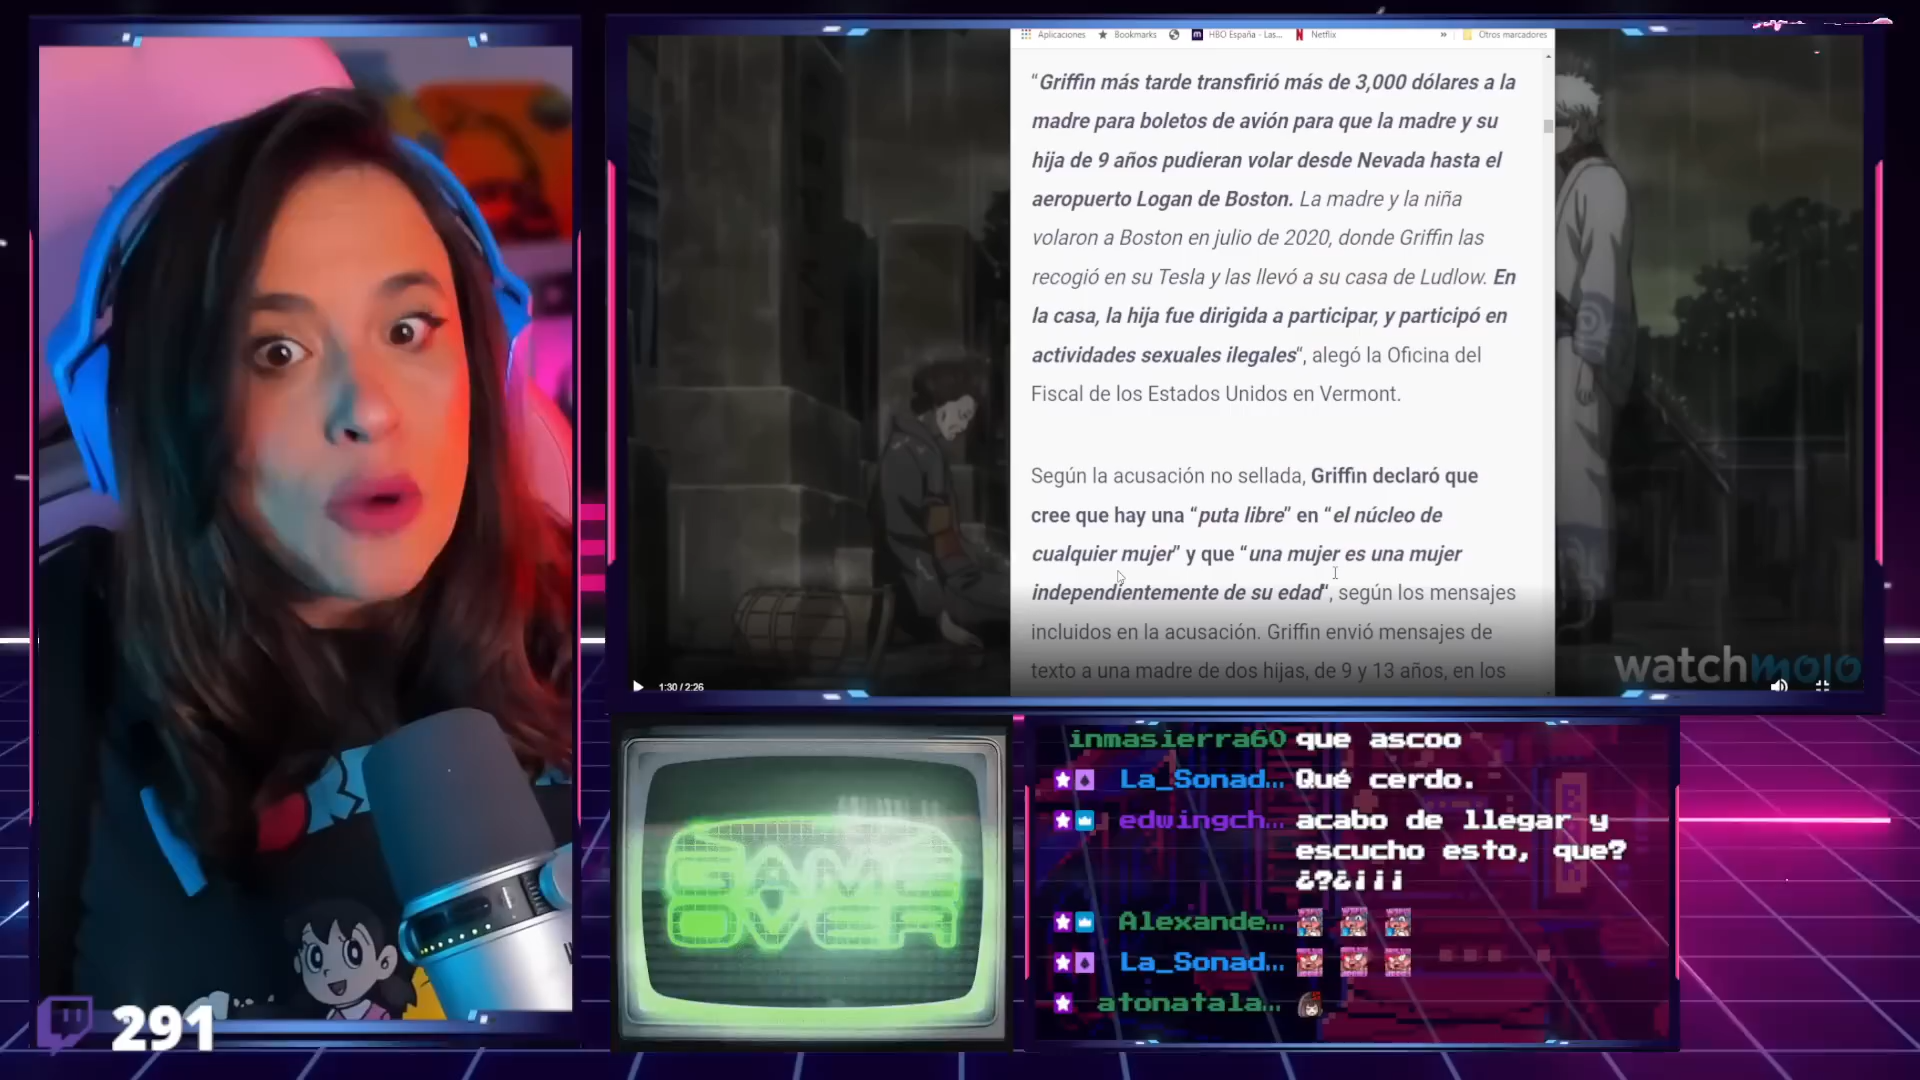 Aplicaciones
Bookmarks
HBO España - Las...
Netflix
»
Otros marcadores
“Griffin más tarde transfirió más de 3,000 dólares a la
madre para boletos de avión para que la madre y su
hija de 9 años pudieran volar desde Nevada hasta el
aeropuerto Logan de Boston. La madre y la niña
volaron a Boston en julio de 2020, donde Griffin las
recogió en su Tesla y las llevó a su casa de Ludlow. En
la casa, la hija fue dirigida a participar, y participó en
actividades sexuales ilegales“, alegó la Oficina del
Fiscal de los Estados Unidos en Vermont.
Según la acusación no sellada, Griffin declaró que
cree que hay una “puta libre” en “el núcleo de
cualquier mujer” y que “una mujer es una mujer
independientemente de su edad“, según los mensajes
incluidos en la acusación. Griffin envió mensajes de
texto a una madre de dos hijas, de 9 y 13 años, en los
watchmojo
1:30 / 2:26
GAME
OVER
inmasierra60 que ascoo
La_Sonad... Qué cerdo.
edwingch... acabo de llegar y
escucho esto, que?
¿?¿¡¡¡
Alexande...
La_Sonad...
atonatala...
291